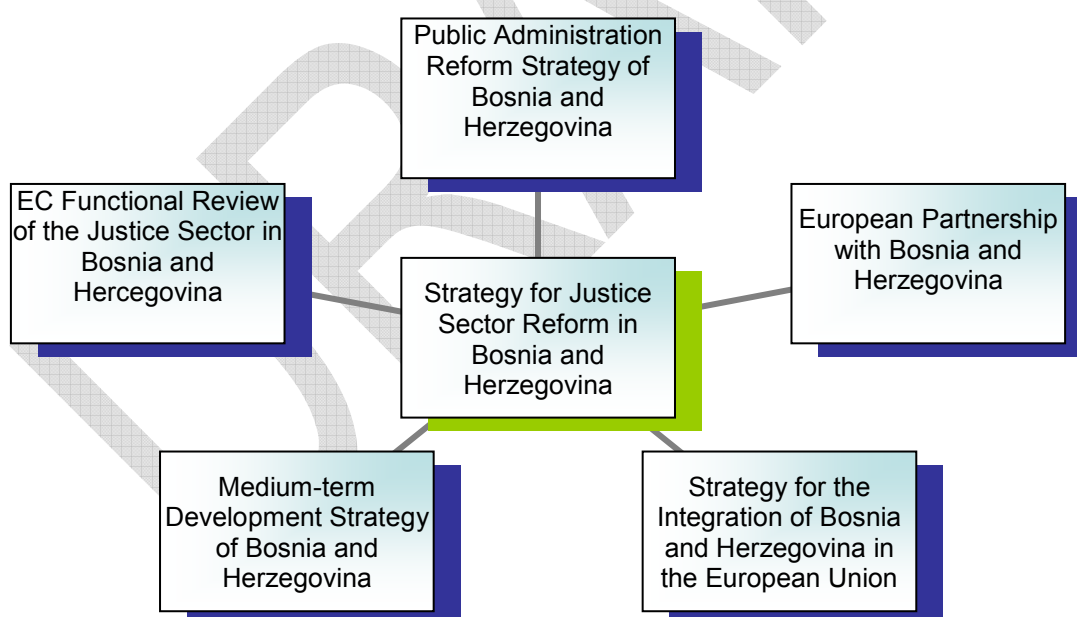 Public Administration
Reform Strategy of
Bosnia and
Herzegovina
EC Functional Review
of the Justice Sector in
Bosnia and
Hercegovina
European Partnership
with Bosnia and
Herzegovina
Strategy for Justice
Sector Reform in
Bosnia and
Herzegovina
Medium-term
Development Strategy
of Bosnia and
Herzegovina
Strategy for the
Integration of Bosnia
and Herzegovina in
the European Union